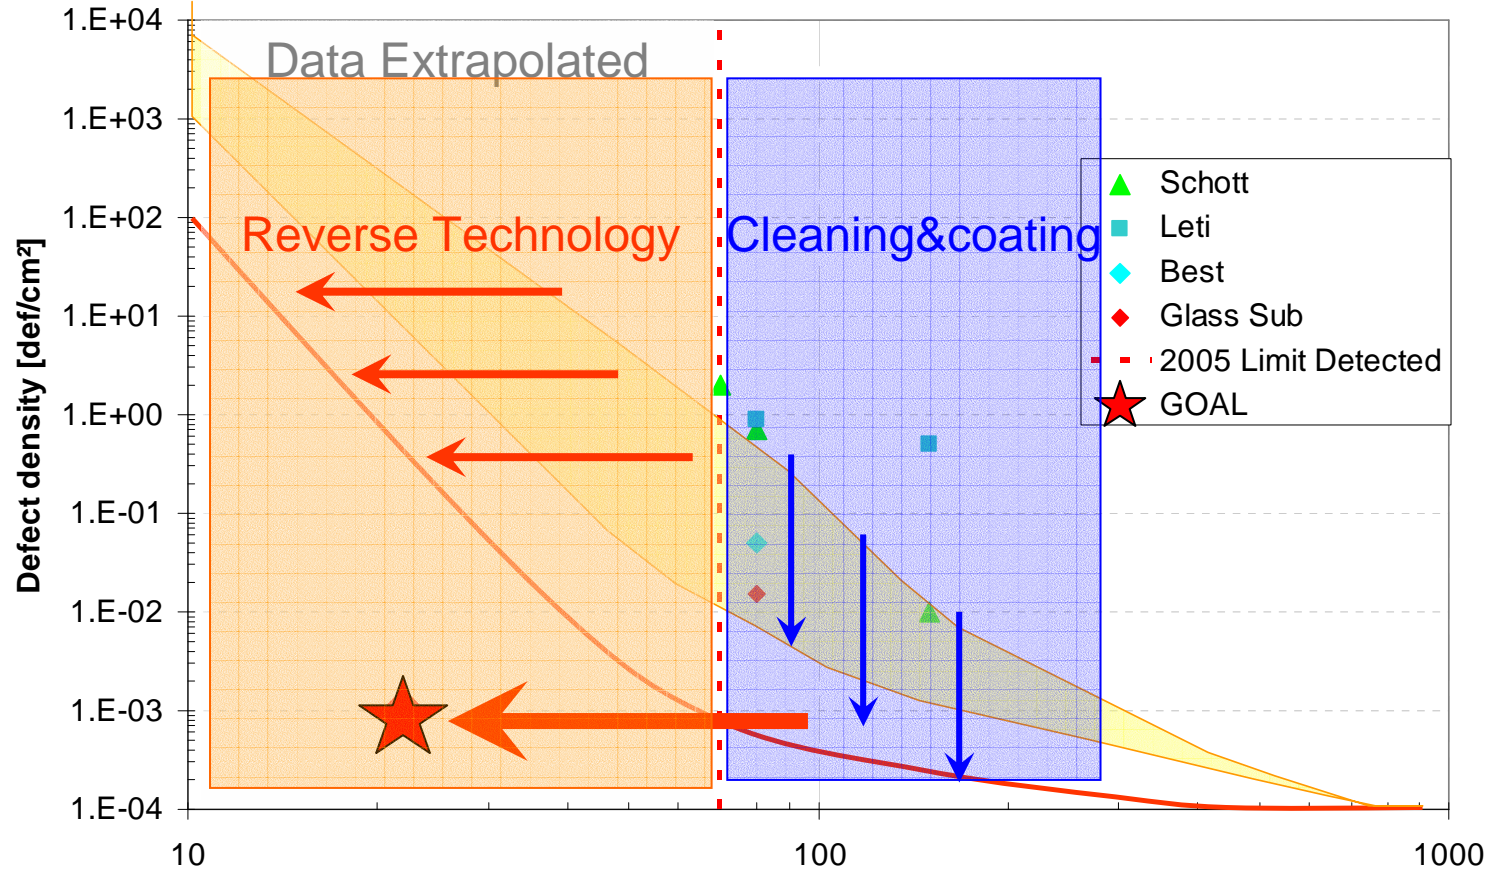 1.E+04
1.E+03
1.E+02
1.E+01
1.E+00
1.E-01
1.E-02
1.E-03
1.E-04
Defect density [def/cm²]
Data Extrapolated
Reverse Technology
Cleaning&coating
Schott
Leti
Best
Glass Sub
2005 Limit Detected
GOAL
10
100
1000